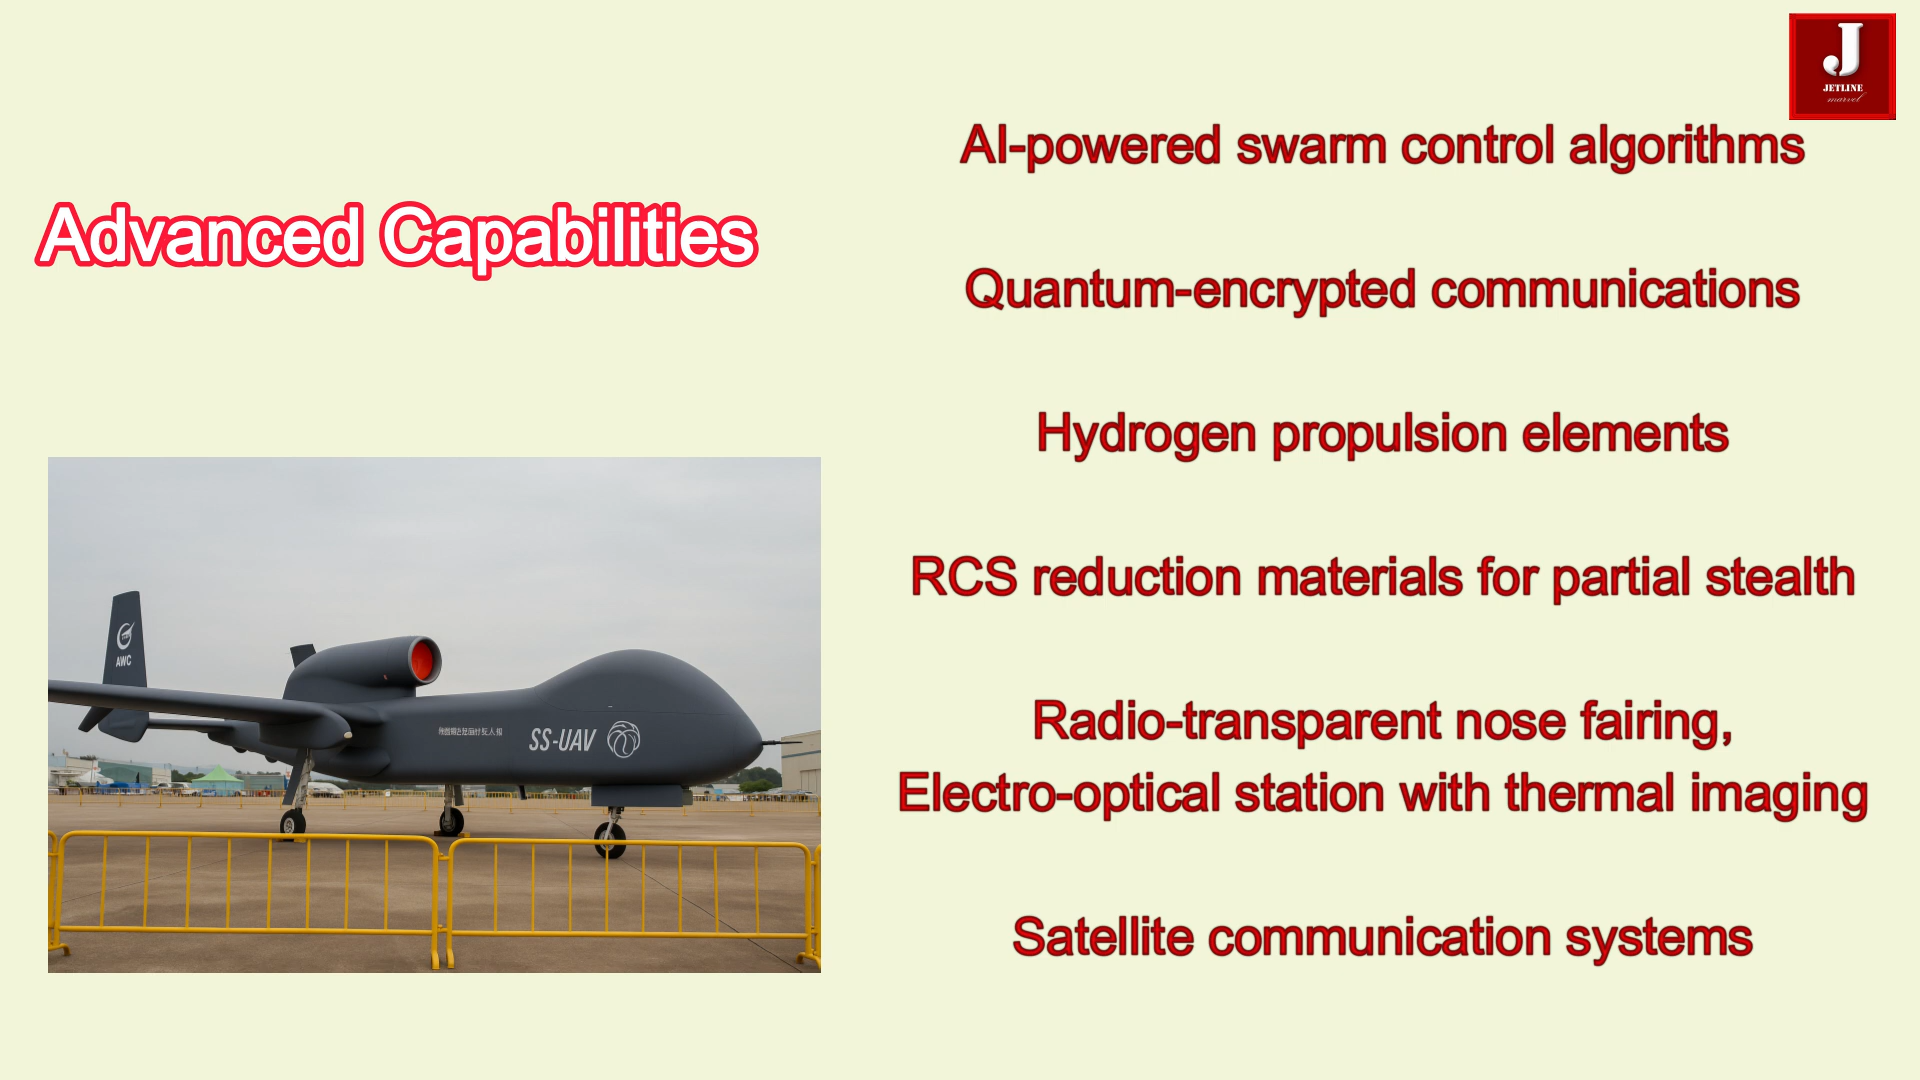 JETLINE
marvel
Advanced Capabilities
AI-powered swarm control algorithms
Quantum-encrypted communications
Hydrogen propulsion elements
RCS reduction materials for partial stealth
Radio-transparent nose fairing,
Electro-optical station with thermal imaging
Satellite communication systems
AWC
SS-UAV